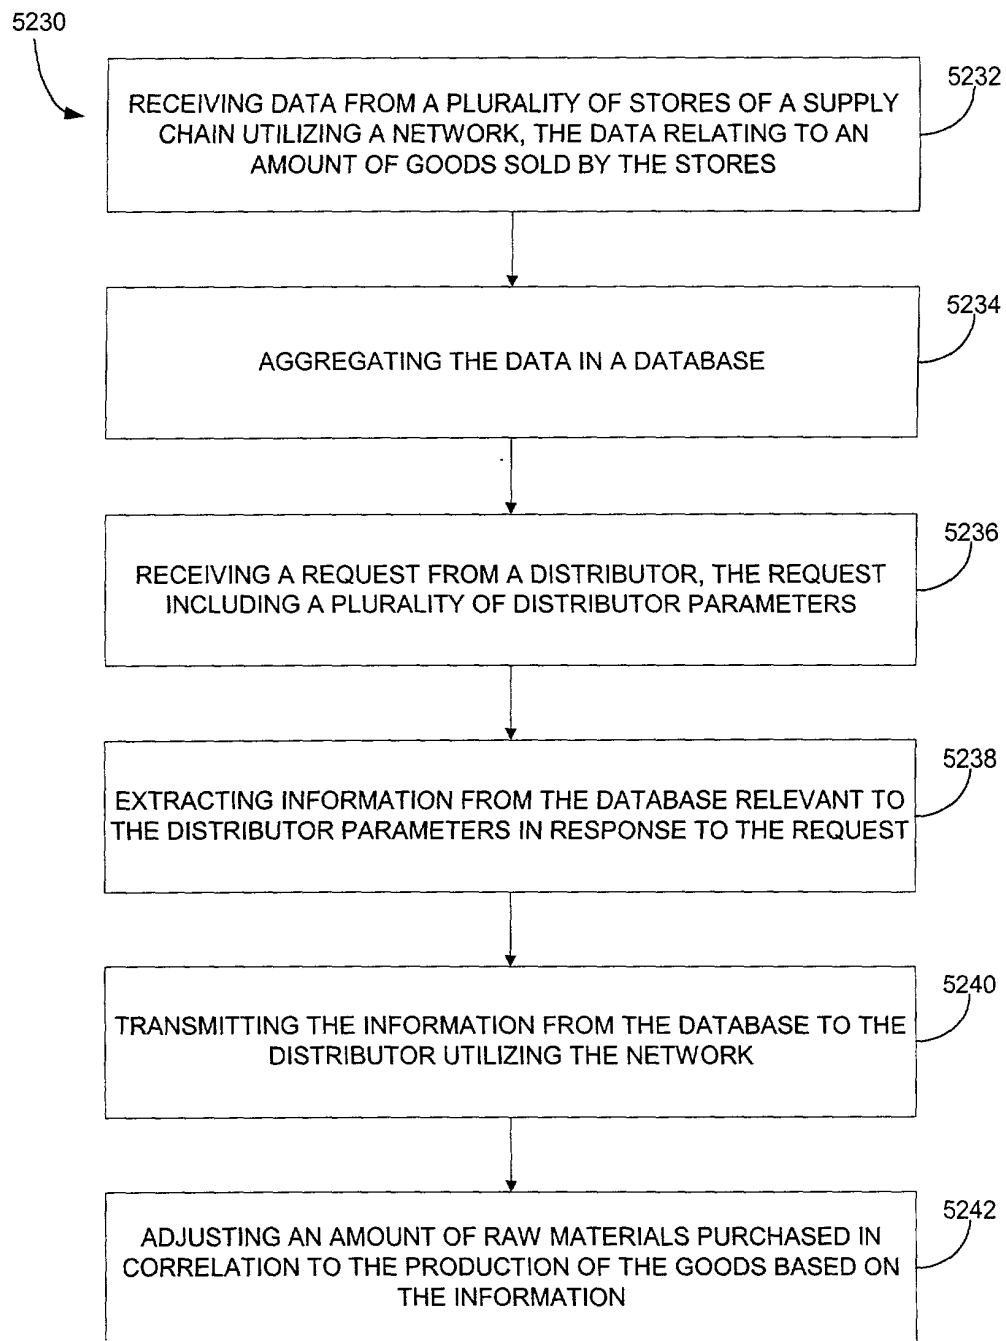 5230
5232
RECEIVING DATA FROM A PLURALITY OF STORES OF A SUPPLY
CHAIN UTILIZING A NETWORK, THE DATA RELATING TO AN
AMOUNT OF GOODS SOLD BY THE STORES
5234
AGGREGATING THE DATA IN A DATABASE
5236
RECEIVING A REQUEST FROM A DISTRIBUTOR, THE REQUEST
INCLUDING A PLURALITY OF DISTRIBUTOR PARAMETERS
5238
EXTRACTING INFORMATION FROM THE DATABASE RELEVANT TO
THE DISTRIBUTOR PARAMETERS IN RESPONSE TO THE REQUEST
5240
TRANSMITTING THE INFORMATION FROM THE DATABASE TO THE
DISTRIBUTOR UTILIZING THE NETWORK
5242
ADJUSTING AN AMOUNT OF RAW MATERIALS PURCHASED IN
CORRELATION TO THE PRODUCTION OF THE GOODS BASED ON
THE INFORMATION